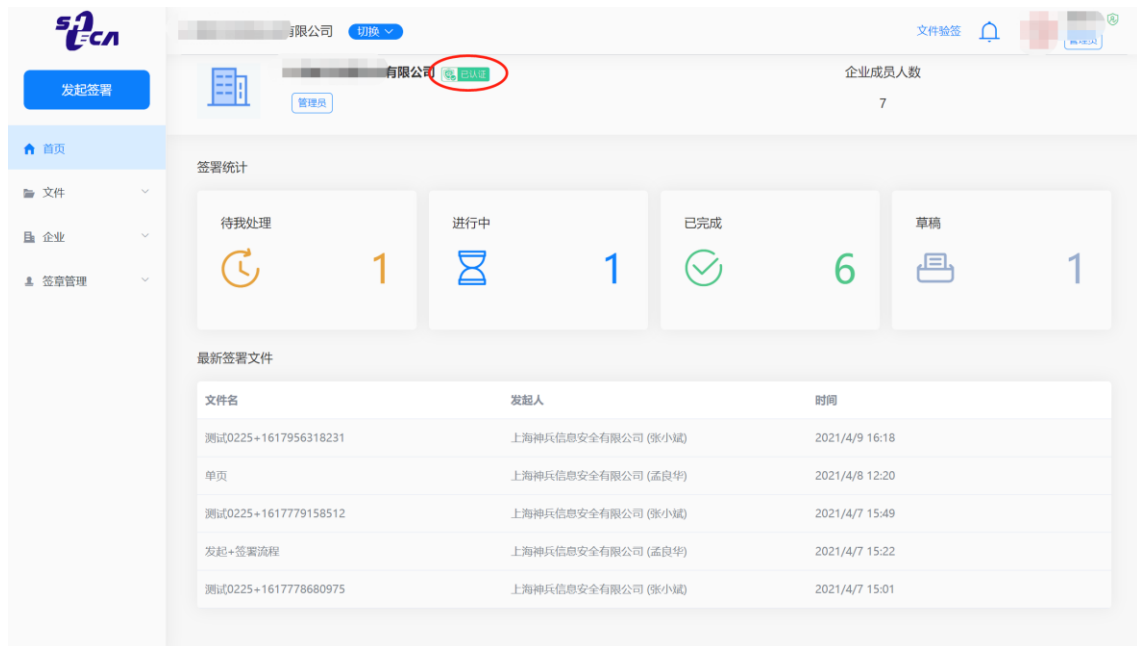 SHECA
有限公司 切换 文件验签
管理员
发起签署
有限公司 已认证 企业成员人数
管理员 7
首页
文件
企业
签章管理
签署统计
待我处理 进行中 已完成 草稿
1 1 6 1
最新签署文件
文件名 发起人 时间
测试0225+1617956318231 上海神兵信息安全有限公司 (张小斌) 2021/4/9 16:18
单页 上海神兵信息安全有限公司 (孟良华) 2021/4/8 12:20
测试0225+1617779158512 上海神兵信息安全有限公司 (张小斌) 2021/4/7 15:49
发起+签署流程 上海神兵信息安全有限公司 (孟良华) 2021/4/7 15:22
测试0225+1617778680975 上海神兵信息安全有限公司 (张小斌) 2021/4/7 15:01